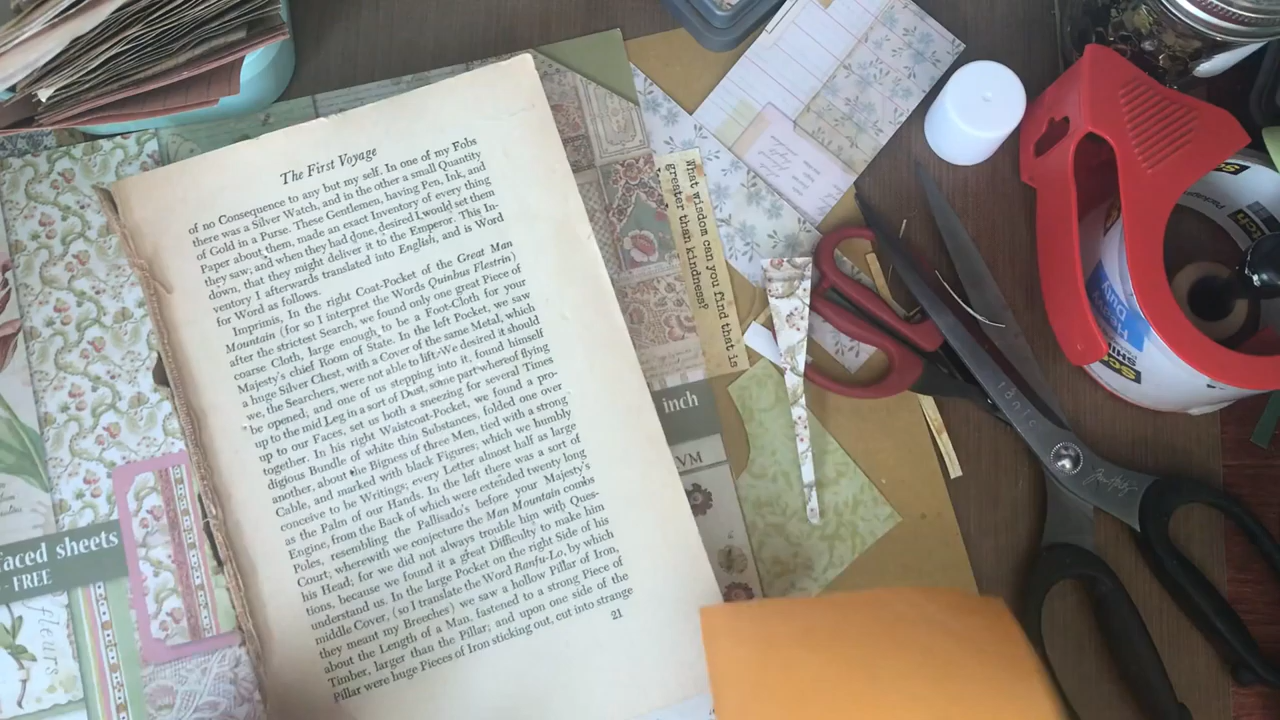 The First Voyage
of no Consequence to any but my self. In one of my Fobs
there was a Silver Watch, and in the other a small Quantity
of Gold in a Purse. These Gentlemen, having Pen, Ink, and
Paper about them, made an exact Inventory of every thing
they saw; and when they had done, desired I would set them
down, that they might deliver it to the Emperor. This In-
ventory I afterwards translated into English, and is Word
for Word as follows.
Imprimis, In the right Coat-Pocket of the Great Man
Mountain (for so I interpret the Words Quinbus Flestrin)
after the strictest Search, we found only one great Piece of
coarse Cloth, large enough to be a Foot-Cloth for your
Majesty's chief Room of State. In the left Pocket, we saw
a huge Silver Chest, with a Cover of the same Metal, which
we, the Searchers, were not able to lift. We desired it should
be opened; and one of us stepping into it, found himself
up to the mid Leg in a sort of Dust, some part whereof flying
up to our Faces, set us both a sneezing for several Times
together. In his right Waistcoat-Pocket, we found a pro-
digious Bundle of white thin Substances, folded one over
another, about the Bigness of three Men, tied with a strong
Cable, and marked with black Figures; which we humbly
conceive to be Writings; every Letter almost half as large
as the Palm of our Hands. In the left there was a sort of
Engine, from the Back of which were extended twenty long
Poles, resembling the Pallisado's before your Majesty's
Court; wherewith we conjecture the Man Mountain combs
his Head; for we did not always trouble him with Ques-
tions, because we found it a great Difficulty to make him
understand us. In the large Pocket on the right Side of his
middle Cover, (so I translate the Word Ranfu-Lo, by which
they meant my Breeches) we saw a hollow Pillar of Iron,
about the Length of a Man, fastened to a strong Piece of
Timber, larger than the Pillar; and upon one side of the
Pillar were huge Pieces of Iron sticking out, cut into strange
21
What wisdom can you find that is
greater than kindness?
faced sheets
- FREE
fleurs
inch
VM
Heavy
Duty
Tim Holtz